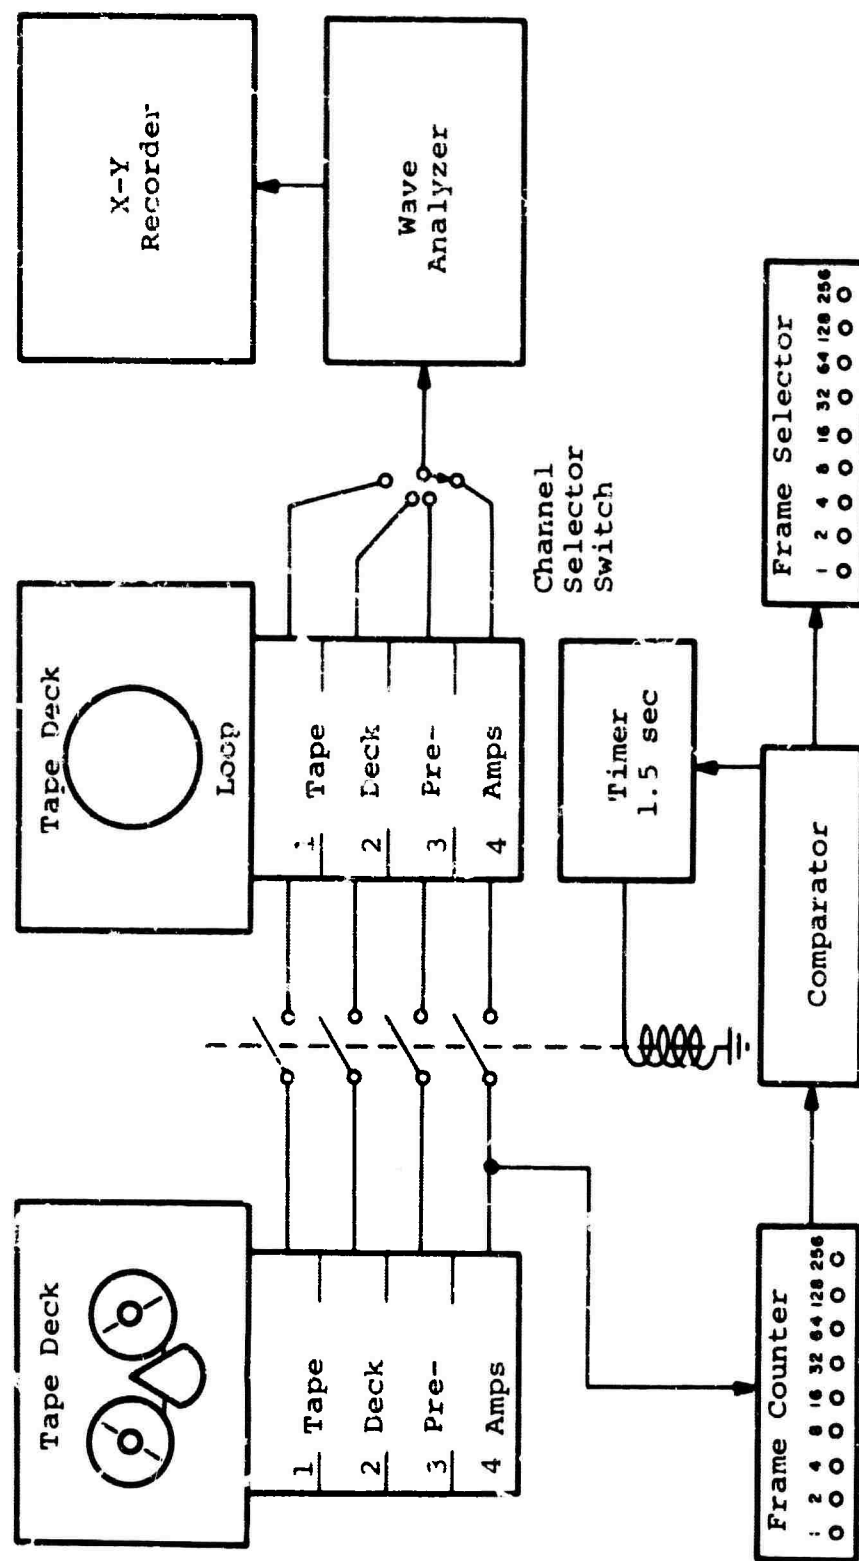 Tape Deck
1 Tape
2 Deck
3 Pre-
4 Amps
Tape Deck
Loop
1 Tape
2 Deck
3 Pre-
4 Amps
X-Y
Recorder
Wave
Analyzer
Channel
Selector
Switch
Timer
1.5 sec
Frame Counter
1 2 4 8 16 32 64 128 256
Comparator
Frame Selector
1 2 4 8 16 32 64 128 256